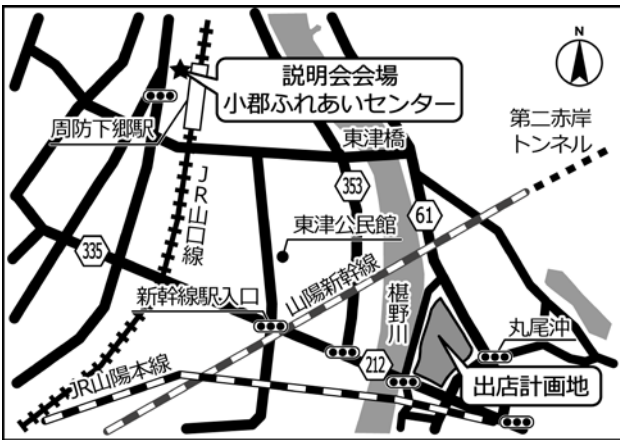 N
説明会会場
小郡ふれあいセンター
第二赤岸
トンネル
周防下郷駅
東津橋
JR山口線
353
61
335
東津公民館
山陽新幹線
新幹線駅入口
椹野川
丸尾沖
212
JR山陽本線
出店計画地